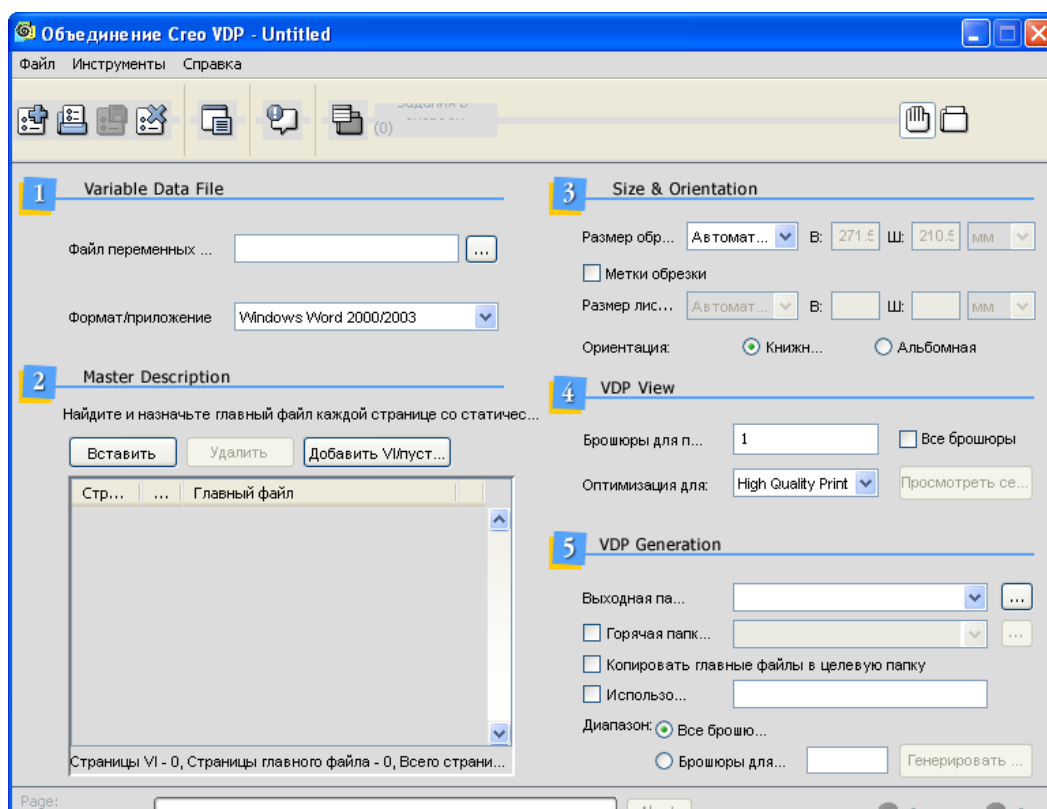 Объединение Creo VDP - Untitled
Файл Инструменты Справка
(0)
1 Variable Data File
Файл переменных ... ...
Формат/приложение Windows Word 2000/2003
2 Master Description
Найдите и назначьте главный файл каждой странице со статичес...
Вставить Удалить Добавить VI/пуст...
Стр... ... Главный файл
Страницы VI - 0, Страницы главного файла - 0, Всего страни...
3 Size & Orientation
Размер обр... Автомат... В: 271.5 Ш: 210.5 мм
Метки обрезки
Размер лис... Автомат... В: Ш: мм
Ориентация: Книжн... Альбомная
4 VDP View
Брошюры для п... 1 Все брошюры
Оптимизация для: High Quality Print Просмотреть се...
5 VDP Generation
Выходная па... ...
Горячая папк... ...
Копировать главные файлы в целевую папку
Использо...
Диапазон: Все брошю...
Брошюры для... Генерировать ...
Page: